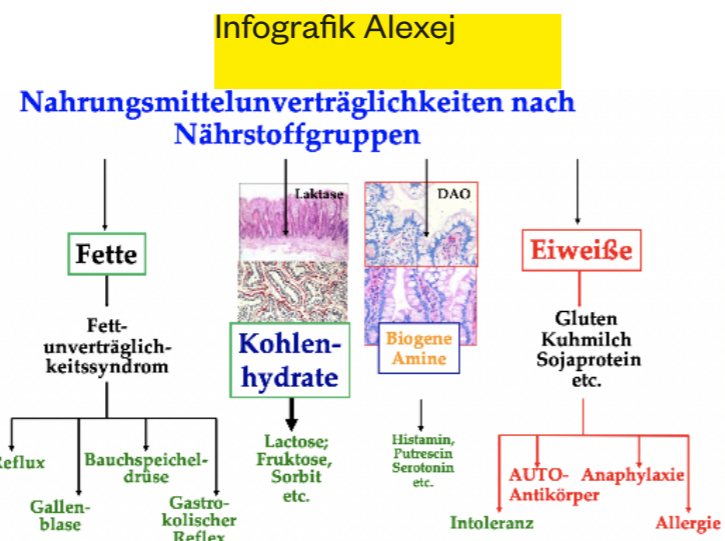 Infografik Alexej
Nahrungsmittelunverträglichkeiten nach
Nährstoffgruppen
Laktase
DAO
Fette
Eiweiße
Fett-
unverträglich-
keitssyndrom
Kohlen-
hydrate
Biogene
Amine
Gluten
Kuhmilch
Sojaprotein
etc.
Reflux
Gallen-
blase
Bauchspeichel-
drüse
Gastro-
kolischer
Reflex
Lactose;
Fruktose,
Sorbit
etc.
Histamin,
Putrescin
Serotonin
etc.
Intoleranz
AUTO-
Antikörper
Anaphylaxie
Allergie